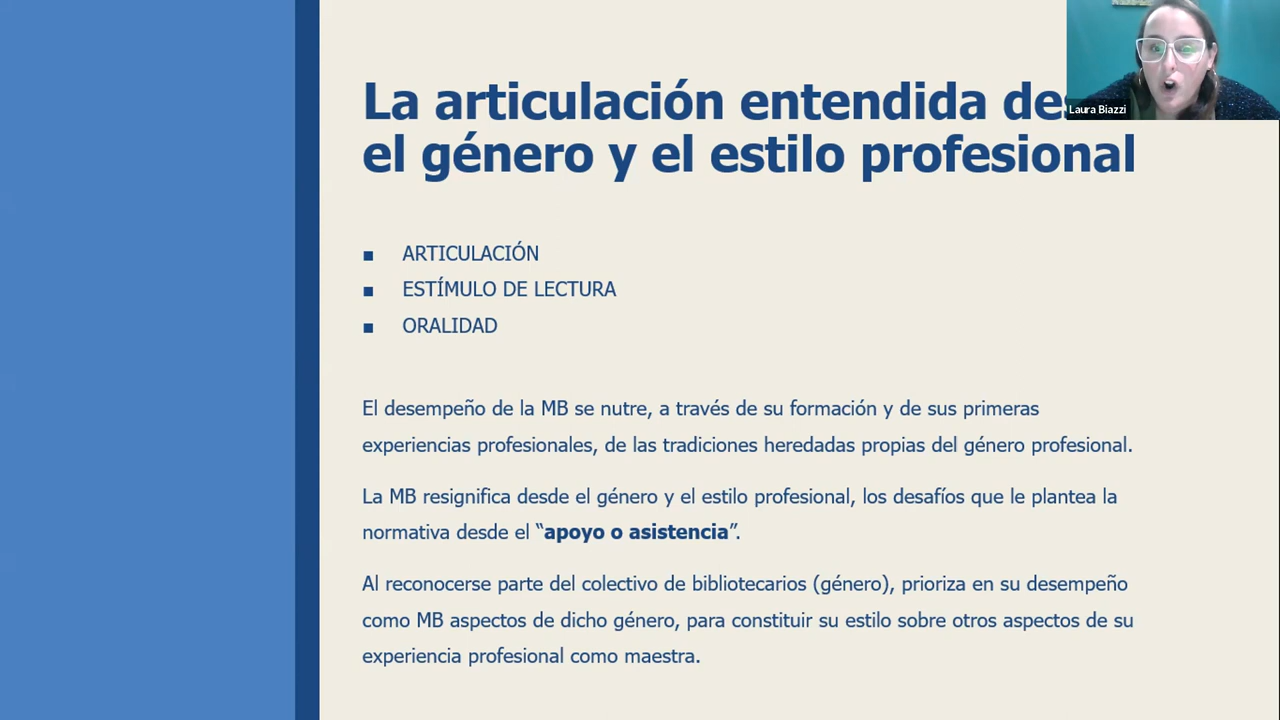 La articulación entendida
el género y el estilo profesional
Laura Biazzi
■ ARTICULACIÓN
■ ESTÍMULO DE LECTURA
■ ORALIDAD
El desempeño de la MB se nutre, a través de su formación y de sus primeras
experiencias profesionales, de las tradiciones heredadas propias del género profesional.
La MB resignifica desde el género y el estilo profesional, los desafíos que le plantea la
normativa desde el “apoyo o asistencia”.
Al reconocerse parte del colectivo de bibliotecarios (género), prioriza en su desempeño
como MB aspectos de dicho género, para constituir su estilo sobre otros aspectos de su
experiencia profesional como maestra.